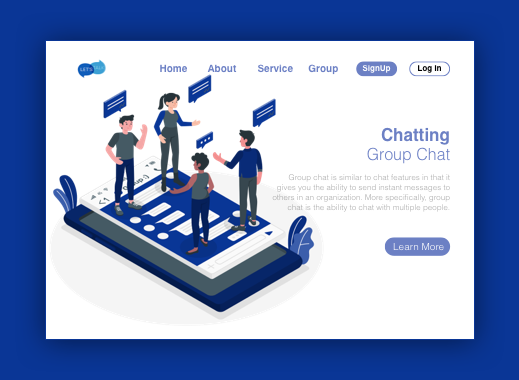 LET'S
Home About Service Group SignUp Log In
Chatting
Group Chat
Group chat is similar to chat features in that it
gives you the ability to send instant messages to
others in an organization. More specifically, group
chat is the ability to chat with multiple people.
Learn More